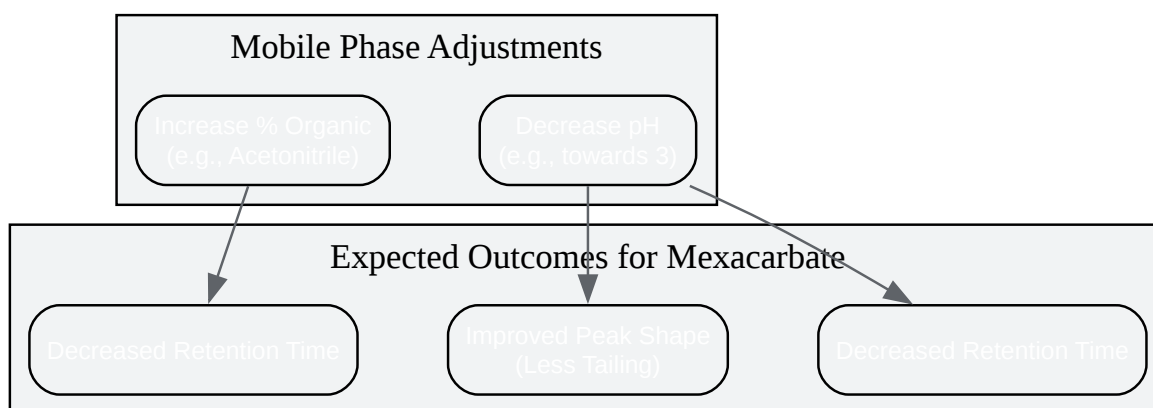 Mobile Phase Adjustments
Increase % Organic
(e.g., Acetonitrile)
Decrease pH
(e.g., towards 3)
Expected Outcomes for Mexacarbate
Decreased Retention Time
Improved Peak Shape
(Less Tailing)
Decreased Retention Time